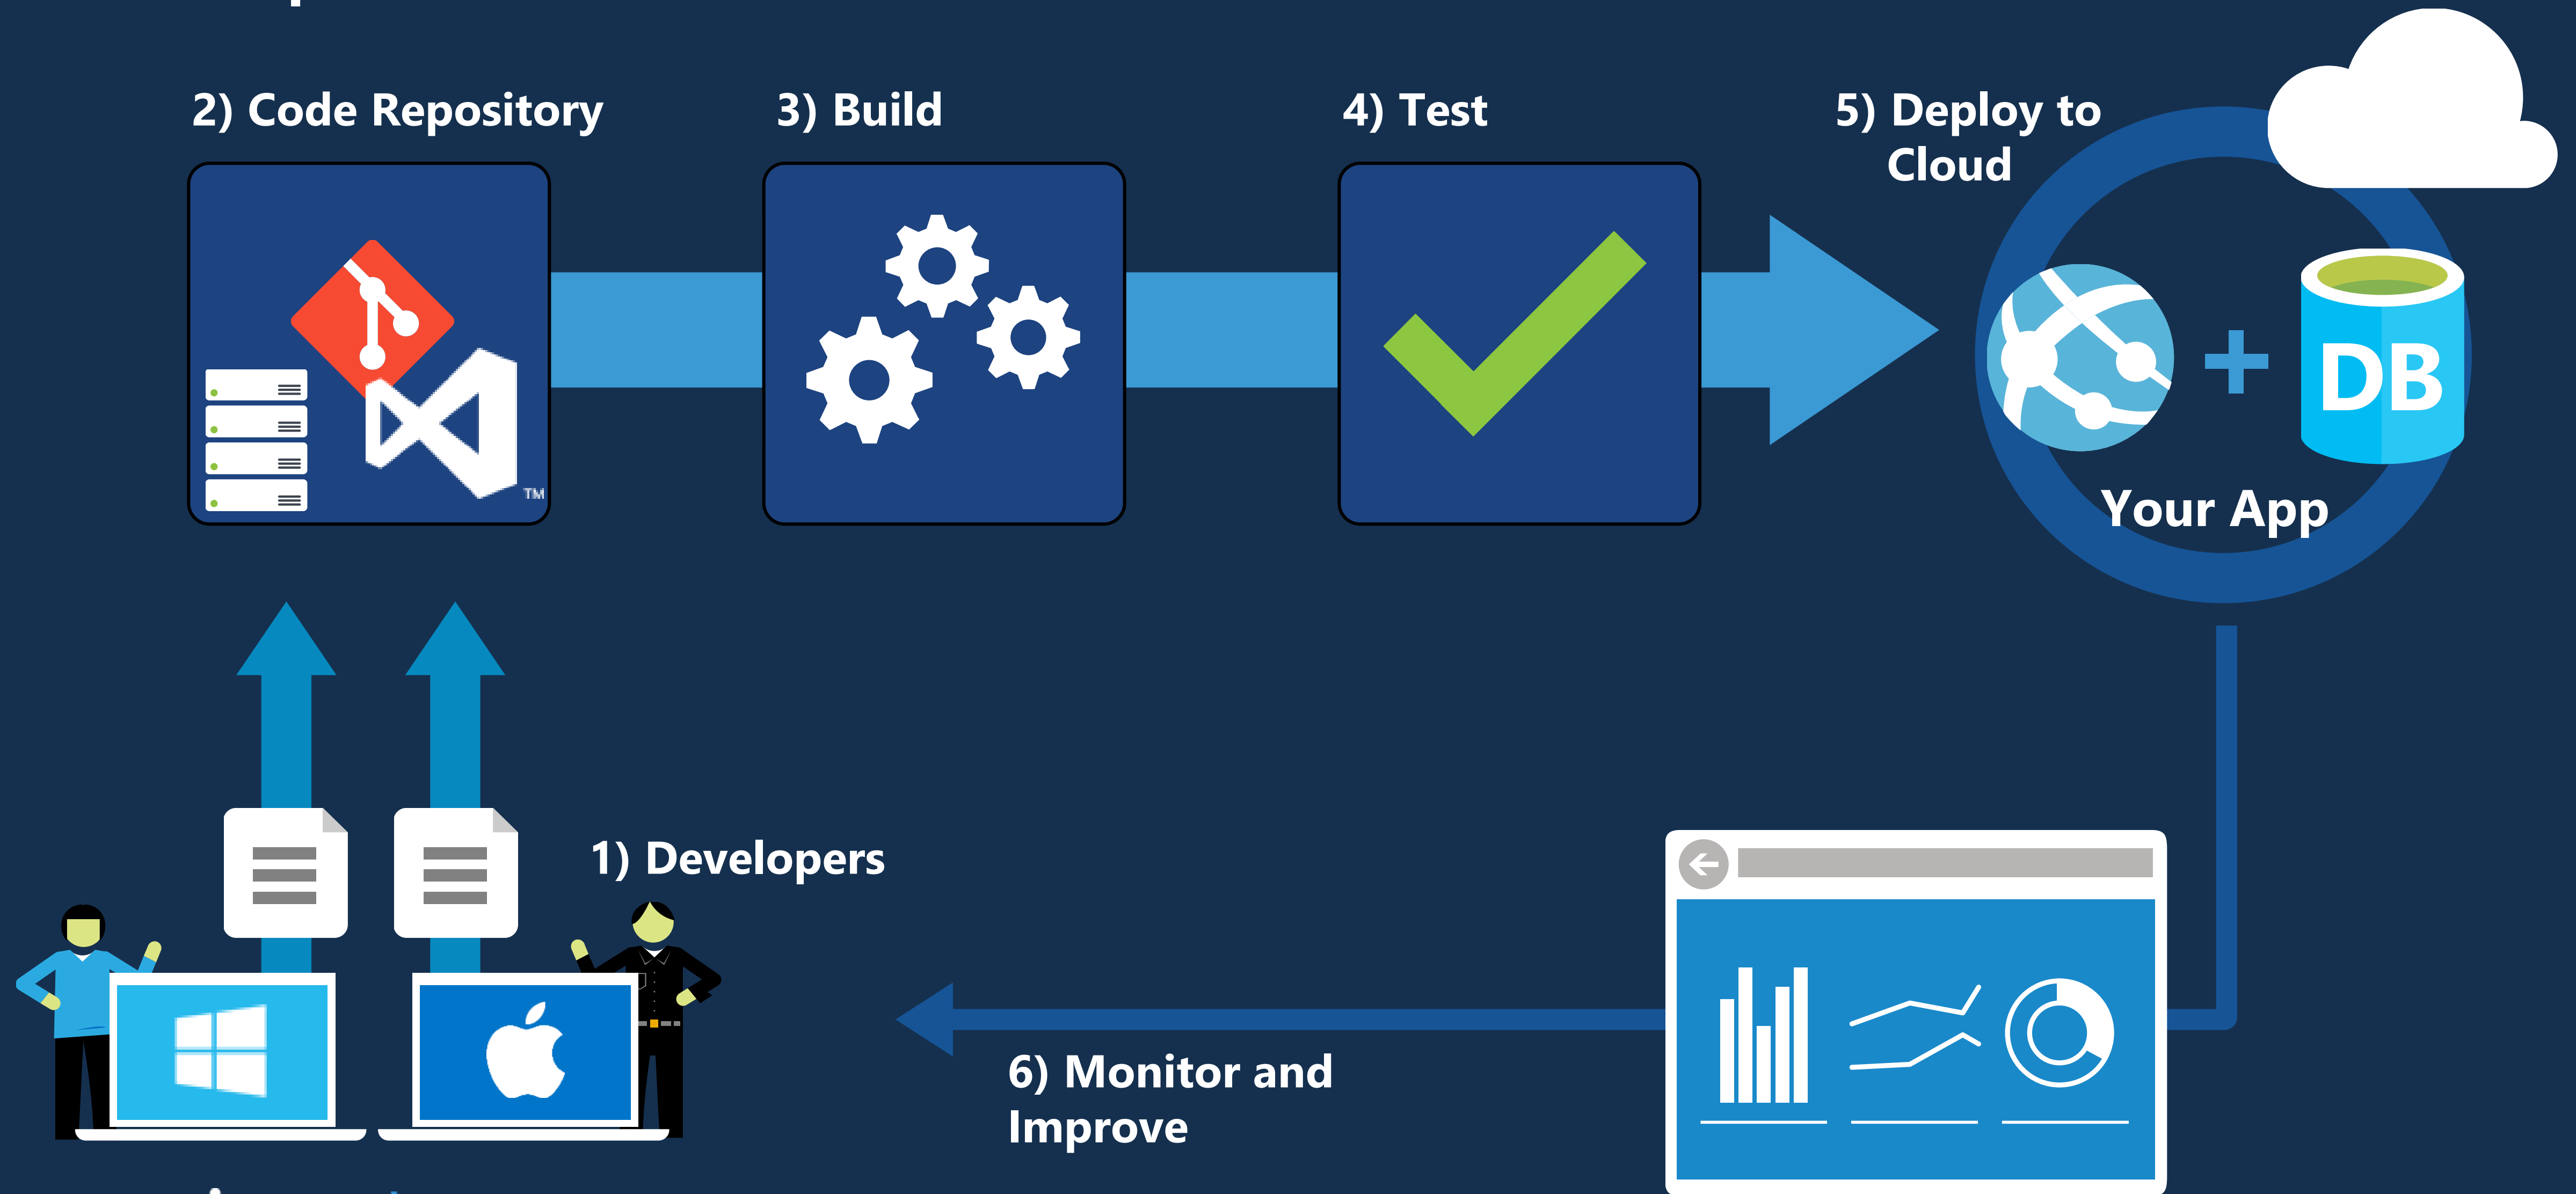 2) Code Repository
3) Build
4) Test
5) Deploy to
Cloud
TM
DB
Your App
1) Developers
6) Monitor and
Improve